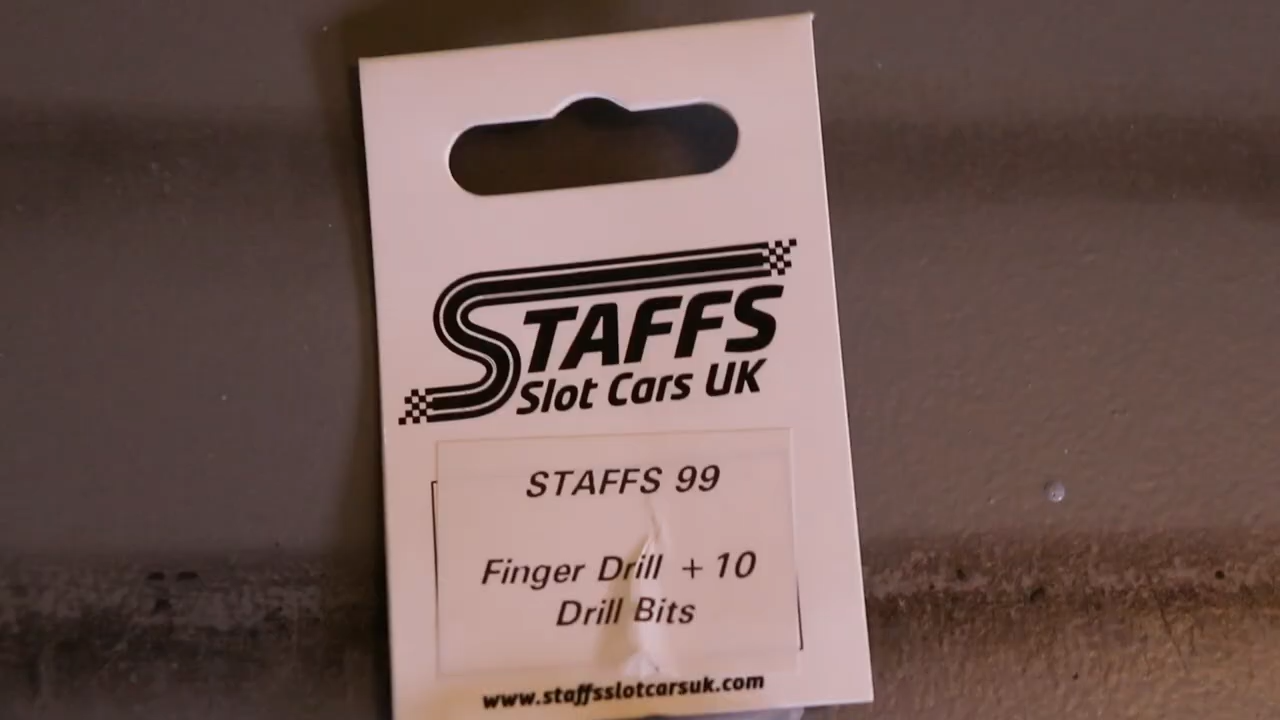 STAFFS
Slot Cars UK
STAFFS 99
Finger Drill + 10
Drill Bits
www.staffsslotcarsuk.com